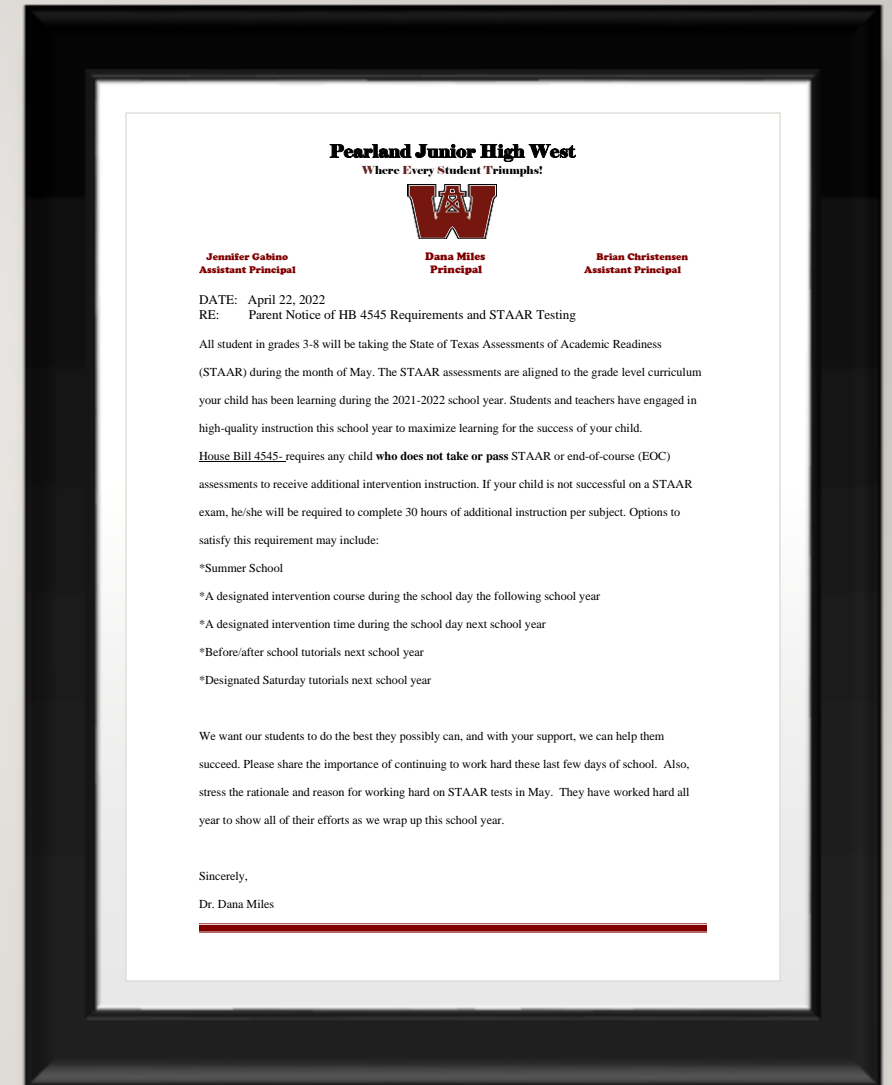 Pearland Junior High West
Where Every Student Triumphs!
W
Jennifer Gabino Dana Miles Brian Christensen
Assistant Principal Principal Assistant Principal
DATE: April 22, 2022
RE: Parent Notice of HB 4545 Requirements and STAAR Testing
All student in grades 3-8 will be taking the State of Texas Assessments of Academic Readiness
(STAAR) during the month of May. The STAAR assessments are aligned to the grade level curriculum
your child has been learning during the 2021-2022 school year. Students and teachers have engaged in
high-quality instruction this school year to maximize learning for the success of your child.
House Bill 4545- requires any child who does not take or pass STAAR or end-of-course (EOC)
assessments to receive additional intervention instruction. If your child is not successful on a STAAR
exam, he/she will be required to complete 30 hours of additional instruction per subject. Options to
satisfy this requirement may include:
*Summer School
*A designated intervention course during the school day the following school year
*A designated intervention time during the school day next school year
*Before/after school tutorials next school year
*Designated Saturday tutorials next school year
We want our students to do the best they possibly can, and with your support, we can help them
succeed. Please share the importance of continuing to work hard these last few days of school. Also,
stress the rationale and reason for working hard on STAAR tests in May. They have worked hard all
year to show all of their efforts as we wrap up this school year.
Sincerely,
Dr. Dana Miles